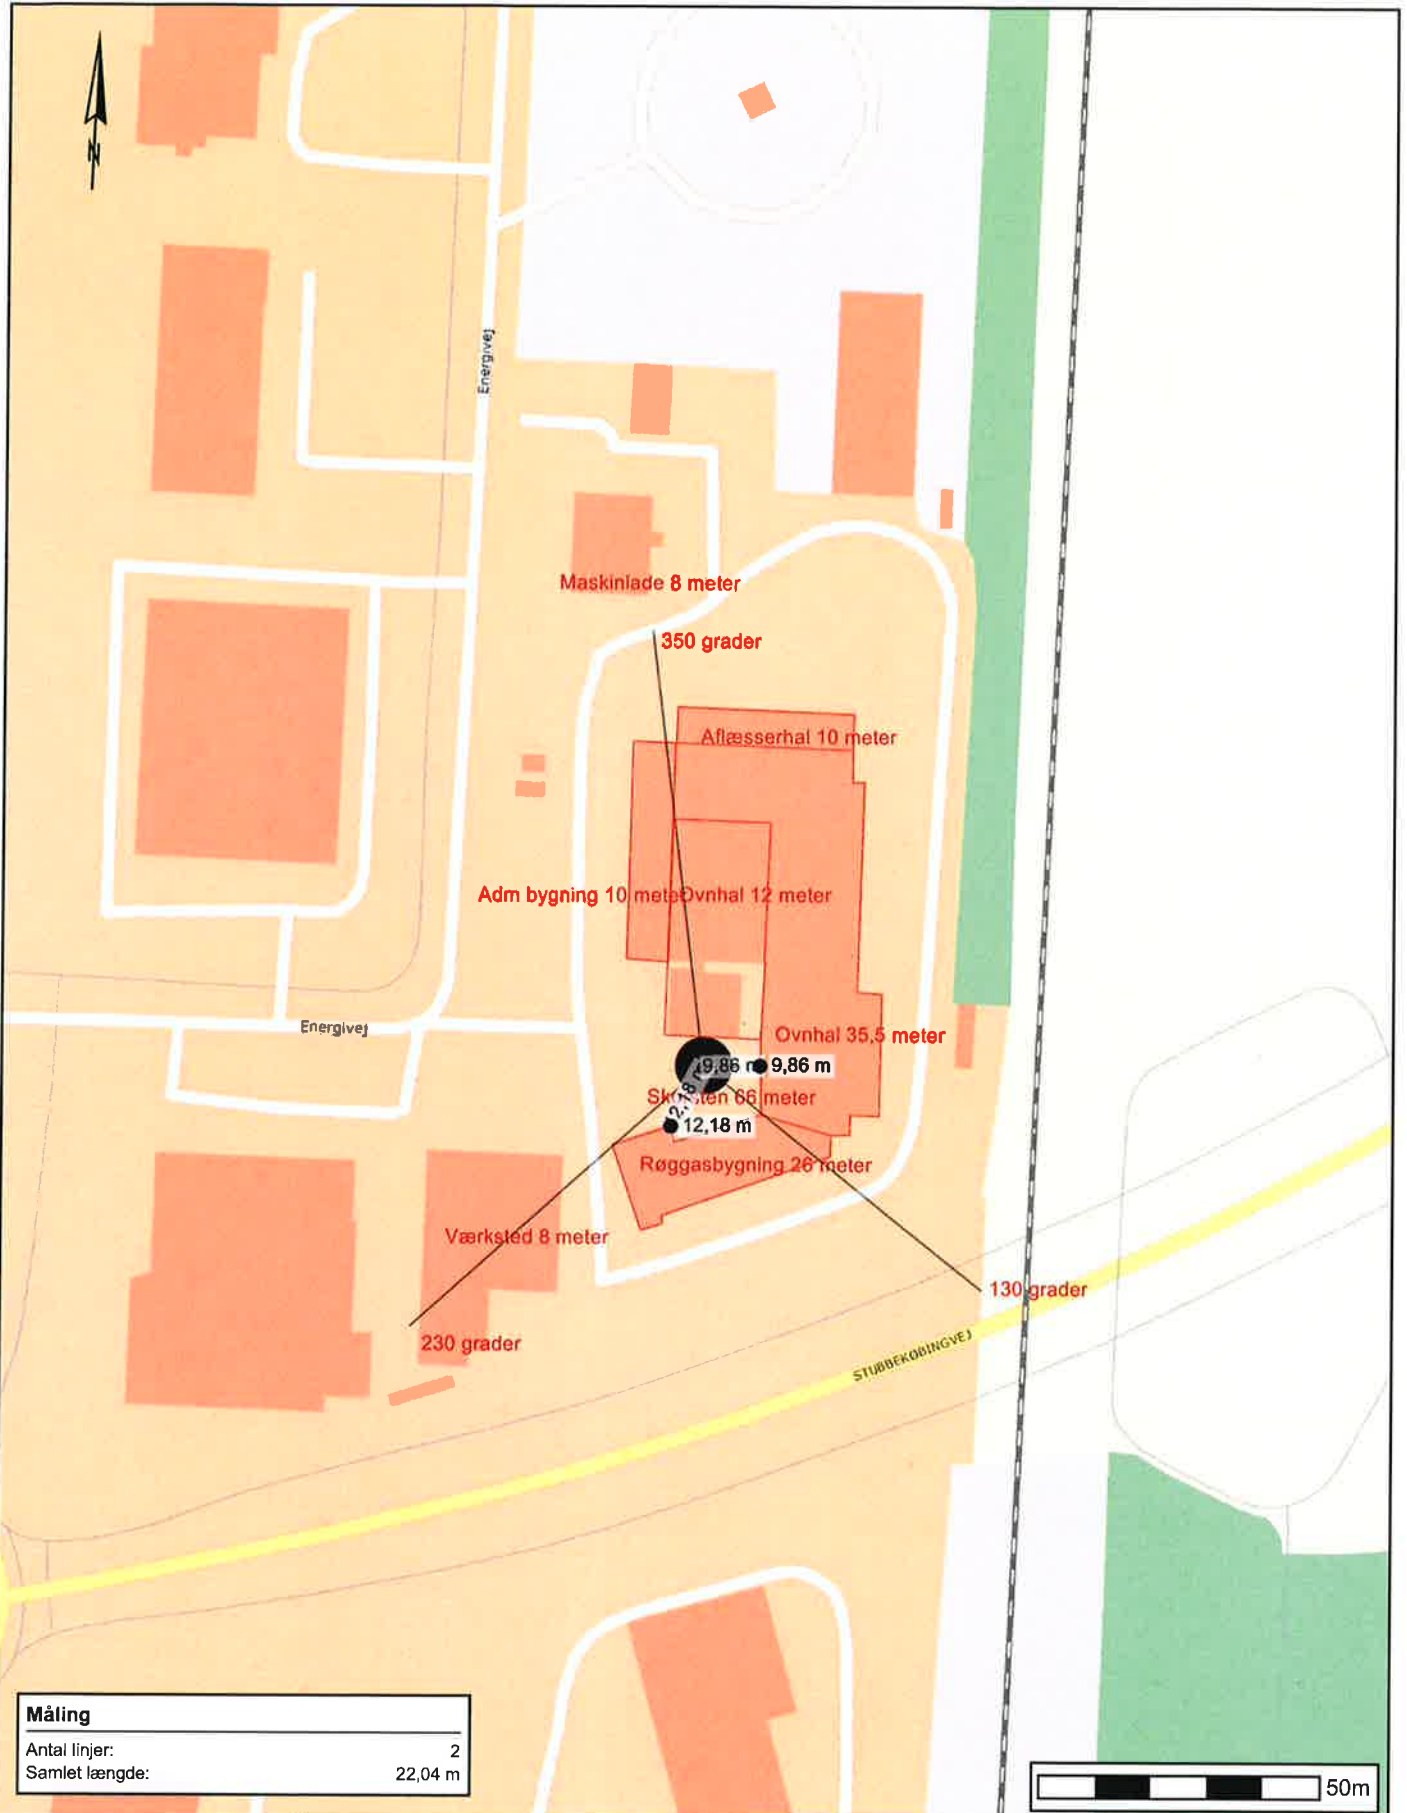 N
Energivej
Maskinlade 8 meter
350 grader
Aflæsserhal 10 meter
Adm bygning 10 mete
Ovnhal 12 meter
Energivej
Ovnhal 35,5 meter
9,86 m
9,86 m
66 meter
12,18 m
Røggasbygning 26 meter
Værksted 8 meter
130 grader
230 grader
STUBBEKØBINGVEJ
Måling
Antal linjer: 2
Samlet længde: 22,04 m
50m